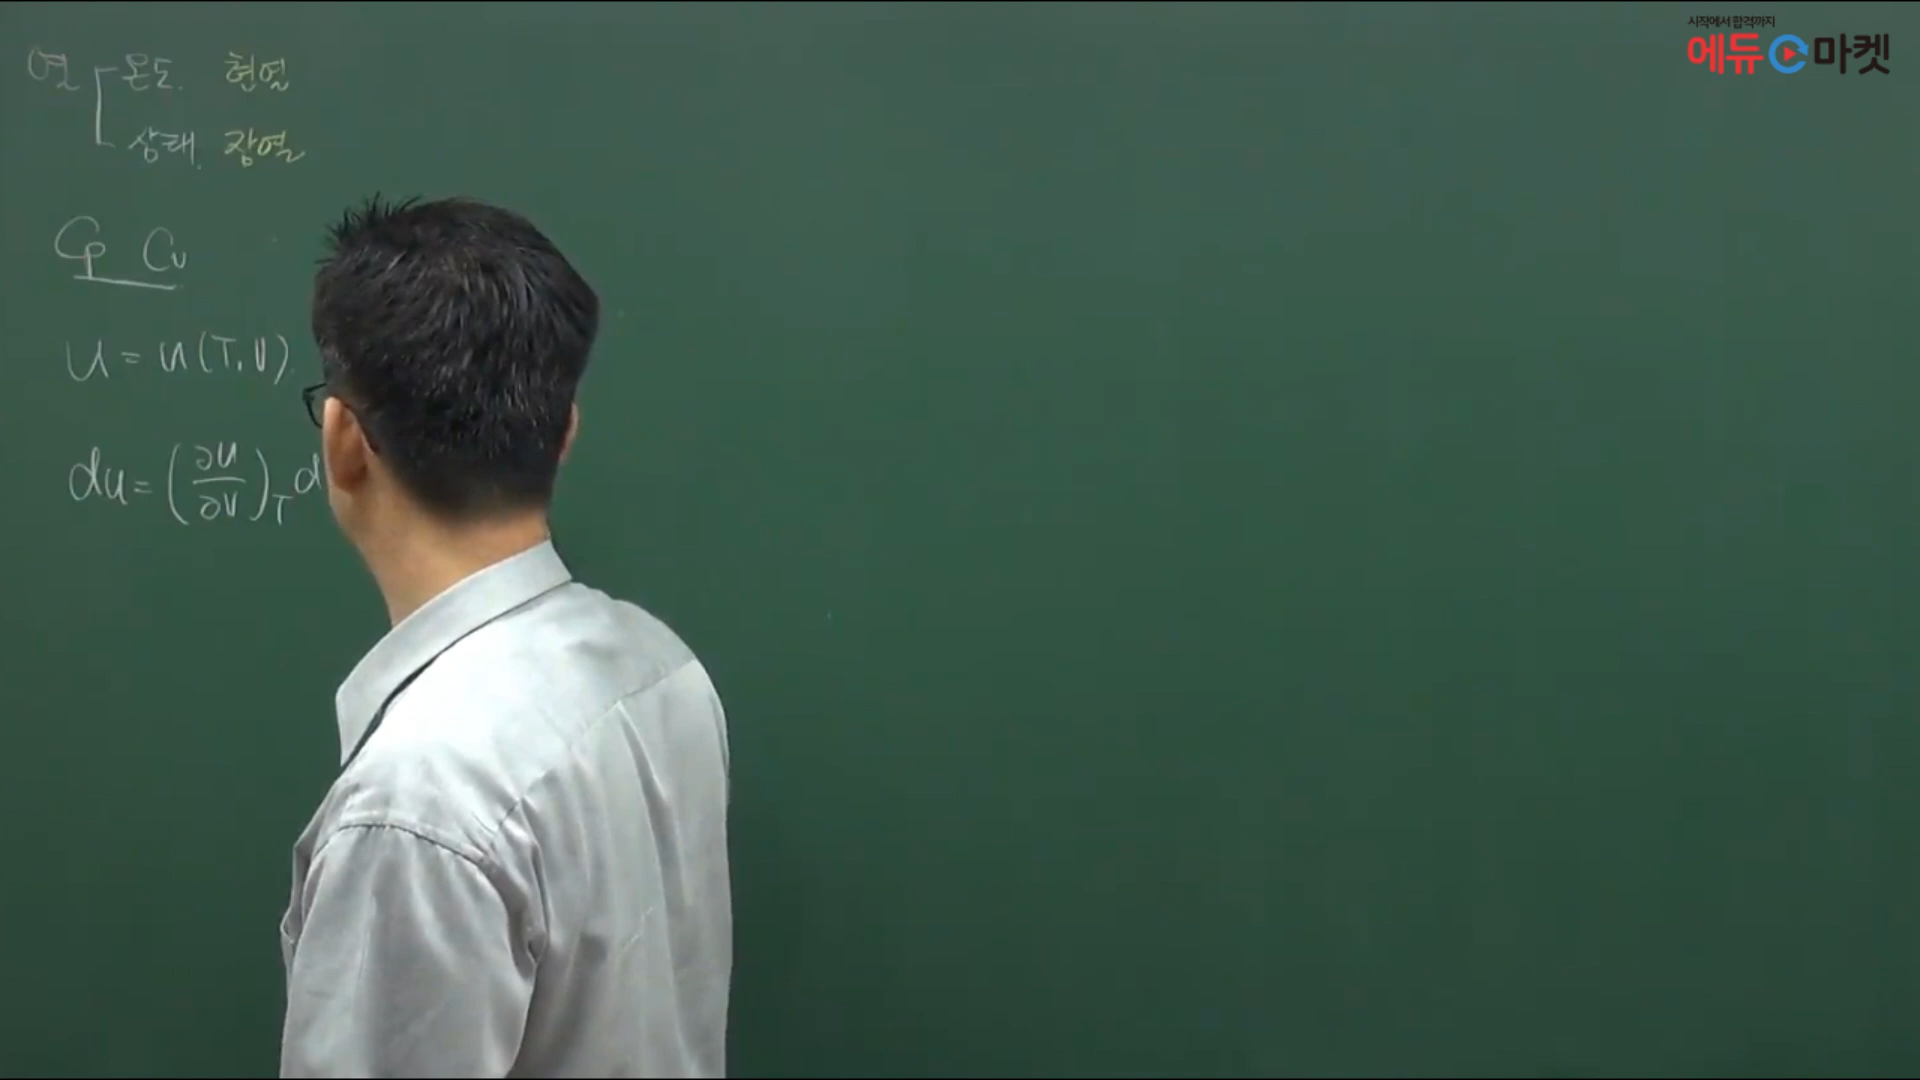 시작에서 합격까지
에듀 마켓
열 온도. 현열
상태. 잠열
Cp Cv
u = u(T, v)
du = (∂u/∂v)T d